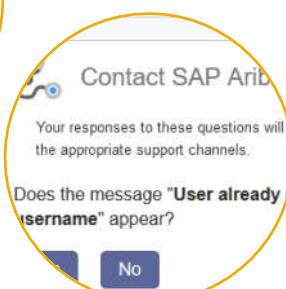 Contact SAP Arib
Your responses to these questions will
the appropriate support channels.
Does the message "User already
username" appear?
No